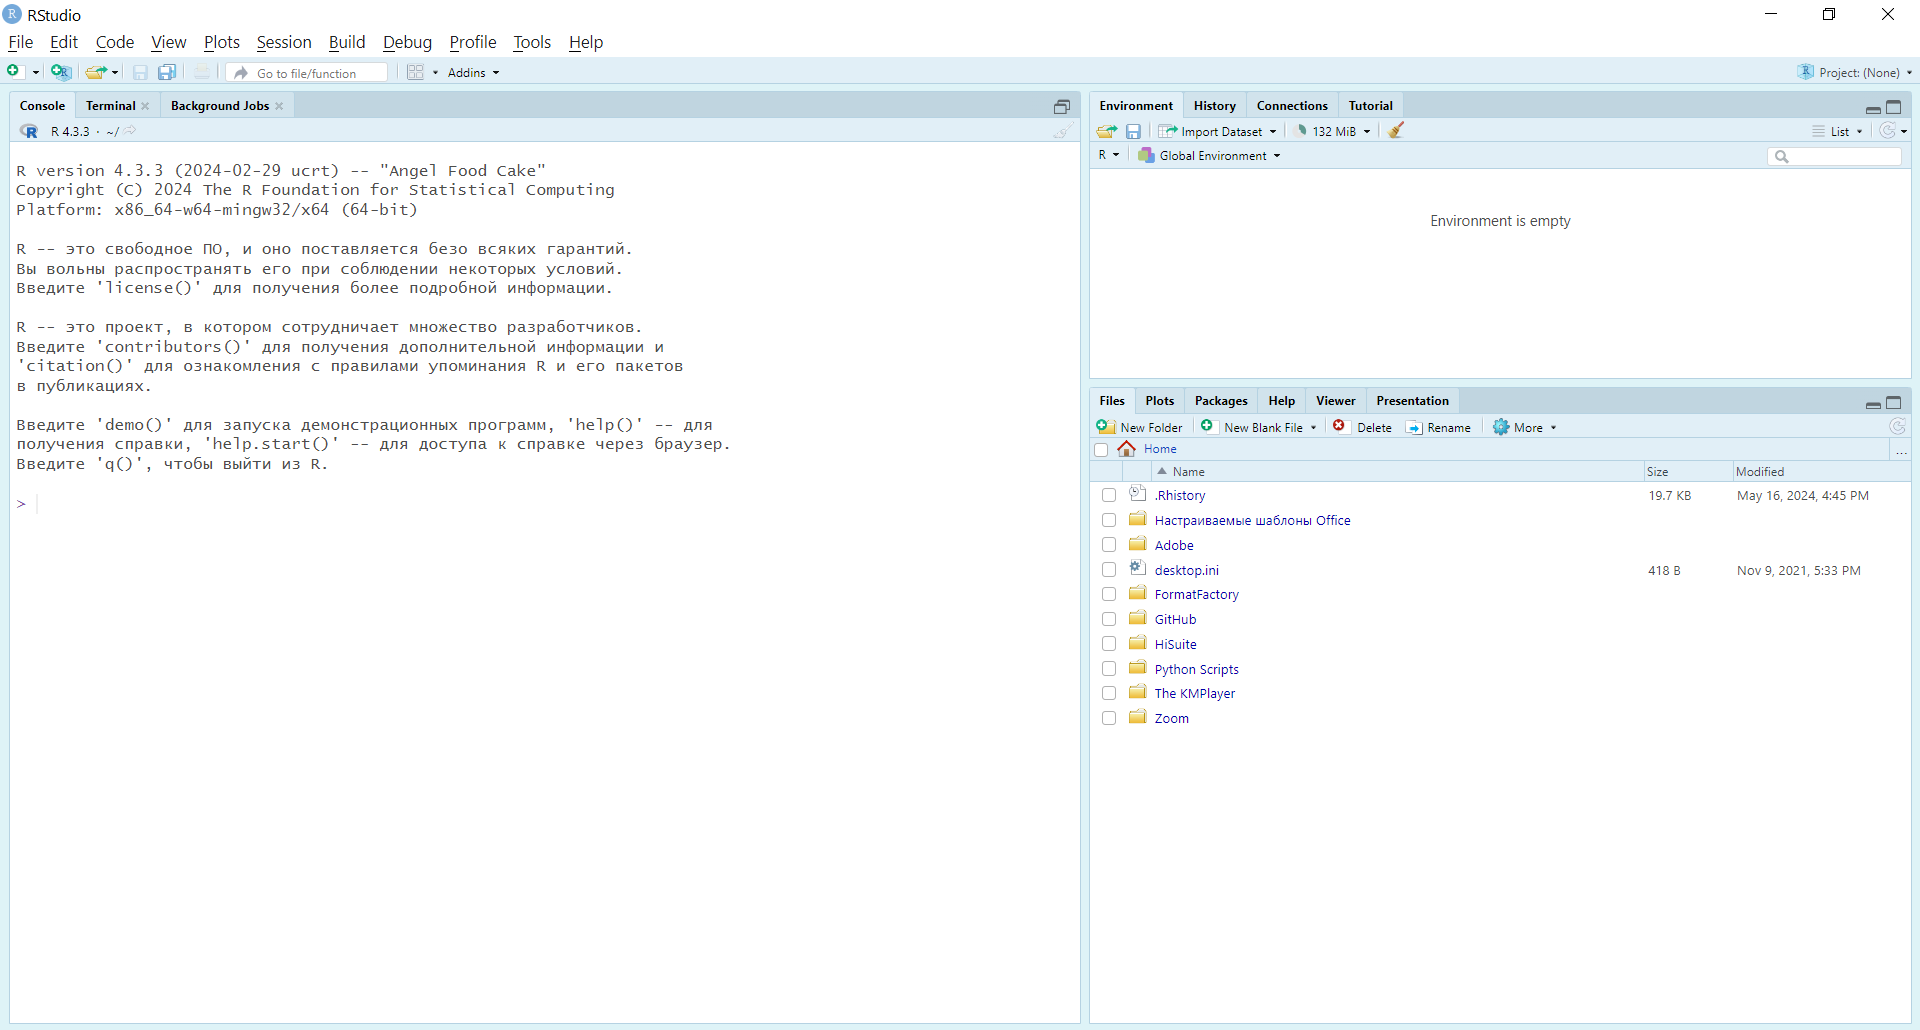 RStudio
File Edit Code View Plots Session Build Debug Profile Tools Help
Go to file/function Addins Project: (None)
Console Terminal Background Jobs
R 4.3.3 · ~/
R version 4.3.3 (2024-02-29 ucrt) -- "Angel Food Cake"
Copyright (C) 2024 The R Foundation for Statistical Computing
Platform: x86_64-w64-mingw32/x64 (64-bit)
R -- это свободное ПО, и оно поставляется безо всяких гарантий.
Вы вольны распространять его при соблюдении некоторых условий.
Введите 'license()' для получения более подробной информации.
R -- это проект, в котором сотрудничает множество разработчиков.
Введите 'contributors()' для получения дополнительной информации и
'citation()' для ознакомления с правилами упоминания R и его пакетов
в публикациях.
Введите 'demo()' для запуска демонстрационных программ, 'help()' -- для
получения справки, 'help.start()' -- для доступа к справке через браузер.
Введите 'q()', чтобы выйти из R.
>
Environment History Connections Tutorial
Import Dataset 132 MiB List
R Global Environment
Environment is empty
Files Plots Packages Help Viewer Presentation
New Folder New Blank File Delete Rename More
Home ...
Name Size Modified
.Rhistory 19.7 KB May 16, 2024, 4:45 PM
Настраиваемые шаблоны Office
Adobe
desktop.ini 418 B Nov 9, 2021, 5:33 PM
FormatFactory
GitHub
HiSuite
Python Scripts
The KMPlayer
Zoom